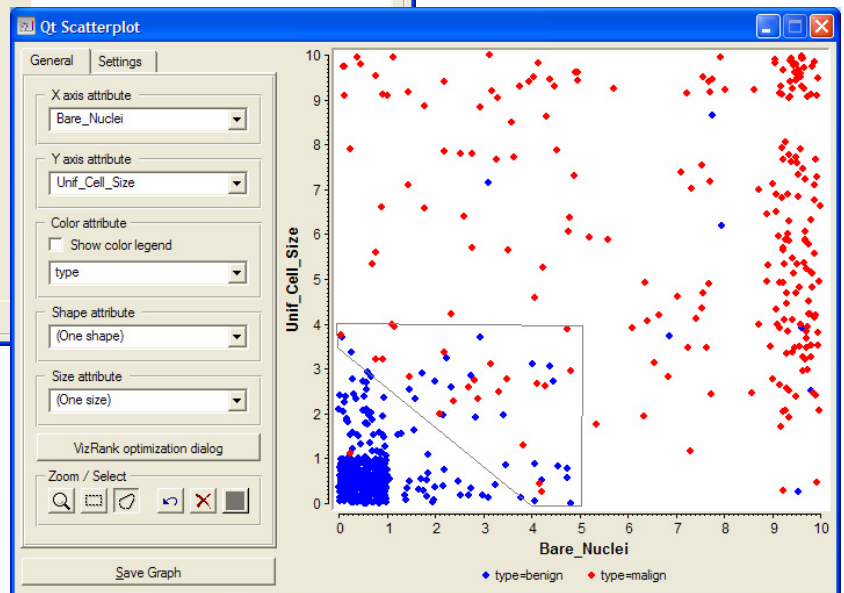 Qt Scatterplot
General
Settings
X axis attribute
Bare_Nuclei
Y axis attribute
Unif_Cell_Size
Color attribute
Show color legend
type
Shape attribute
(One shape)
Size attribute
(One size)
VizRank optimization dialog
Zoom / Select
Save Graph
Unif_Cell_Size
10
9
8
7
6
5
4
3
2
1
0
0 1 2 3 4 5 6 7 8 9 10
Bare_Nuclei
type=benign type=malign